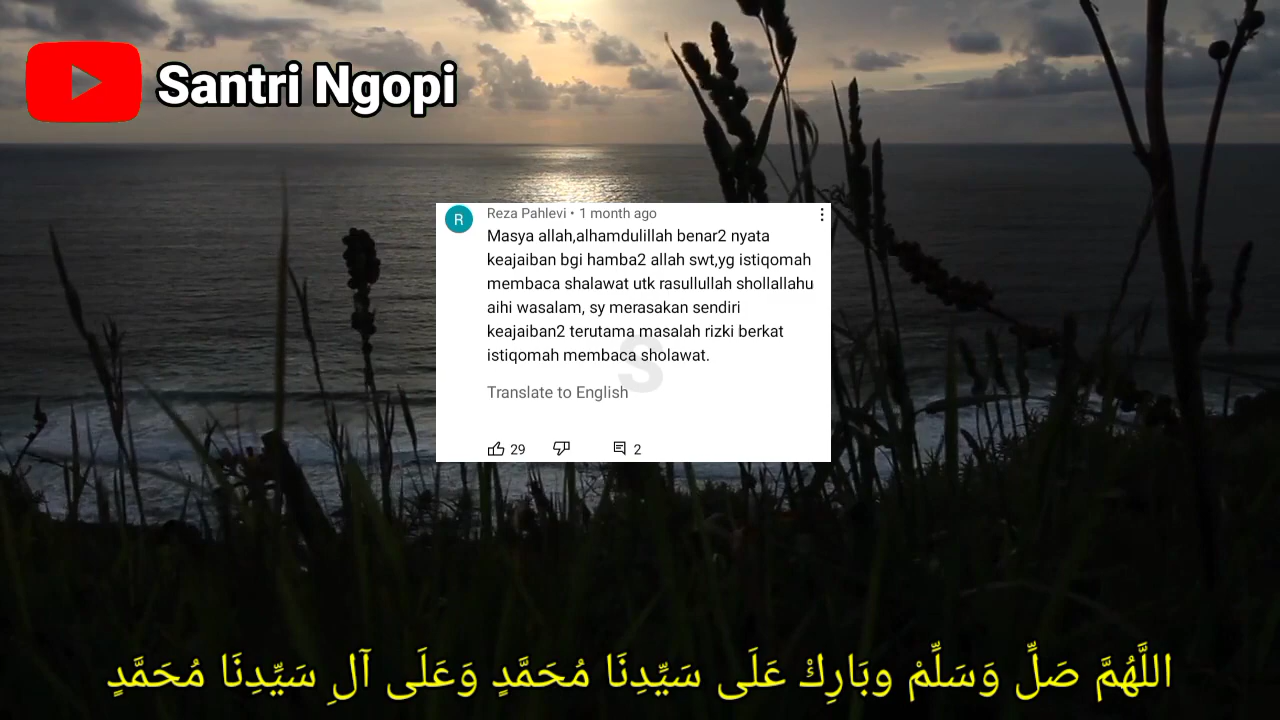 Santri Ngopi
R
Reza Pahlevi • 1 month ago
Masya allah,alhamdulillah benar2 nyata
keajaiban bgi hamba2 allah swt,yg istiqomah
membaca shalawat utk rasullullah shollallahu
aihi wasalam, sy merasakan sendiri
keajaiban2 terutama masalah rizki berkat
istiqomah membaca sholawat.
S
Translate to English
29 2
اللَّهُمَّ صَلِّ وَسَلِّمْ وبَارِكْ عَلَى سَيِّدِنَا مُحَمَّدٍ وَعَلَى آلِ سَيِّدِنَا مُحَمَّدٍ